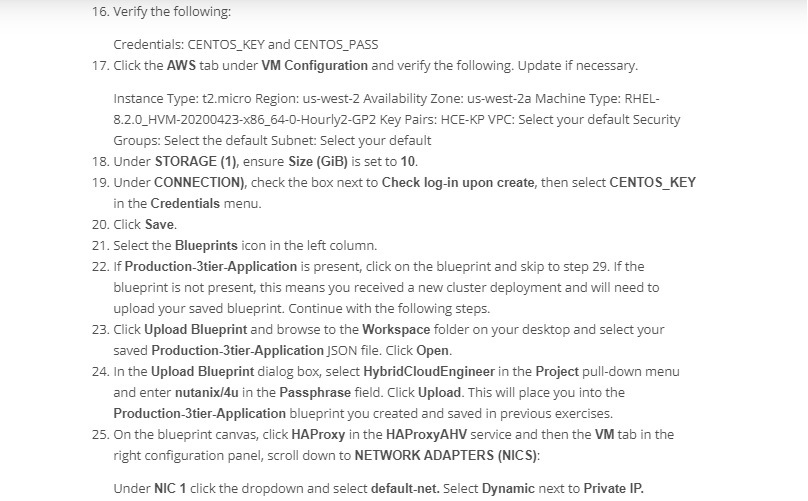 16. Verify the following:
Credentials: CENTOS_KEY and CENTOS_PASS
17. Click the AWS tab under VM Configuration and verify the following. Update if necessary.
Instance Type: t2.micro Region: us-west-2 Availability Zone: us-west-2a Machine Type: RHEL-
8.2.0_HVM-20200423-x86_64-0-Hourly2-GP2 Key Pairs: HCE-KP VPC: Select your default Security
Groups: Select the default Subnet: Select your default
18. Under STORAGE (1), ensure Size (GiB) is set to 10.
19. Under CONNECTION), check the box next to Check log-in upon create, then select CENTOS_KEY
in the Credentials menu.
20. Click Save.
21. Select the Blueprints icon in the left column.
22. If Production-3tier-Application is present, click on the blueprint and skip to step 29. If the
blueprint is not present, this means you received a new cluster deployment and will need to
upload your saved blueprint. Continue with the following steps.
23. Click Upload Blueprint and browse to the Workspace folder on your desktop and select your
saved Production-3tier-Application JSON file. Click Open.
24. In the Upload Blueprint dialog box, select HybridCloudEngineer in the Project pull-down menu
and enter nutanix/4u in the Passphrase field. Click Upload. This will place you into the
Production-3tier-Application blueprint you created and saved in previous exercises.
25. On the blueprint canvas, click HAProxy in the HAProxyAHV service and then the VM tab in the
right configuration panel, scroll down to NETWORK ADAPTERS (NICS):
Under NIC 1 click the dropdown and select default-net. Select Dynamic next to Private IP.